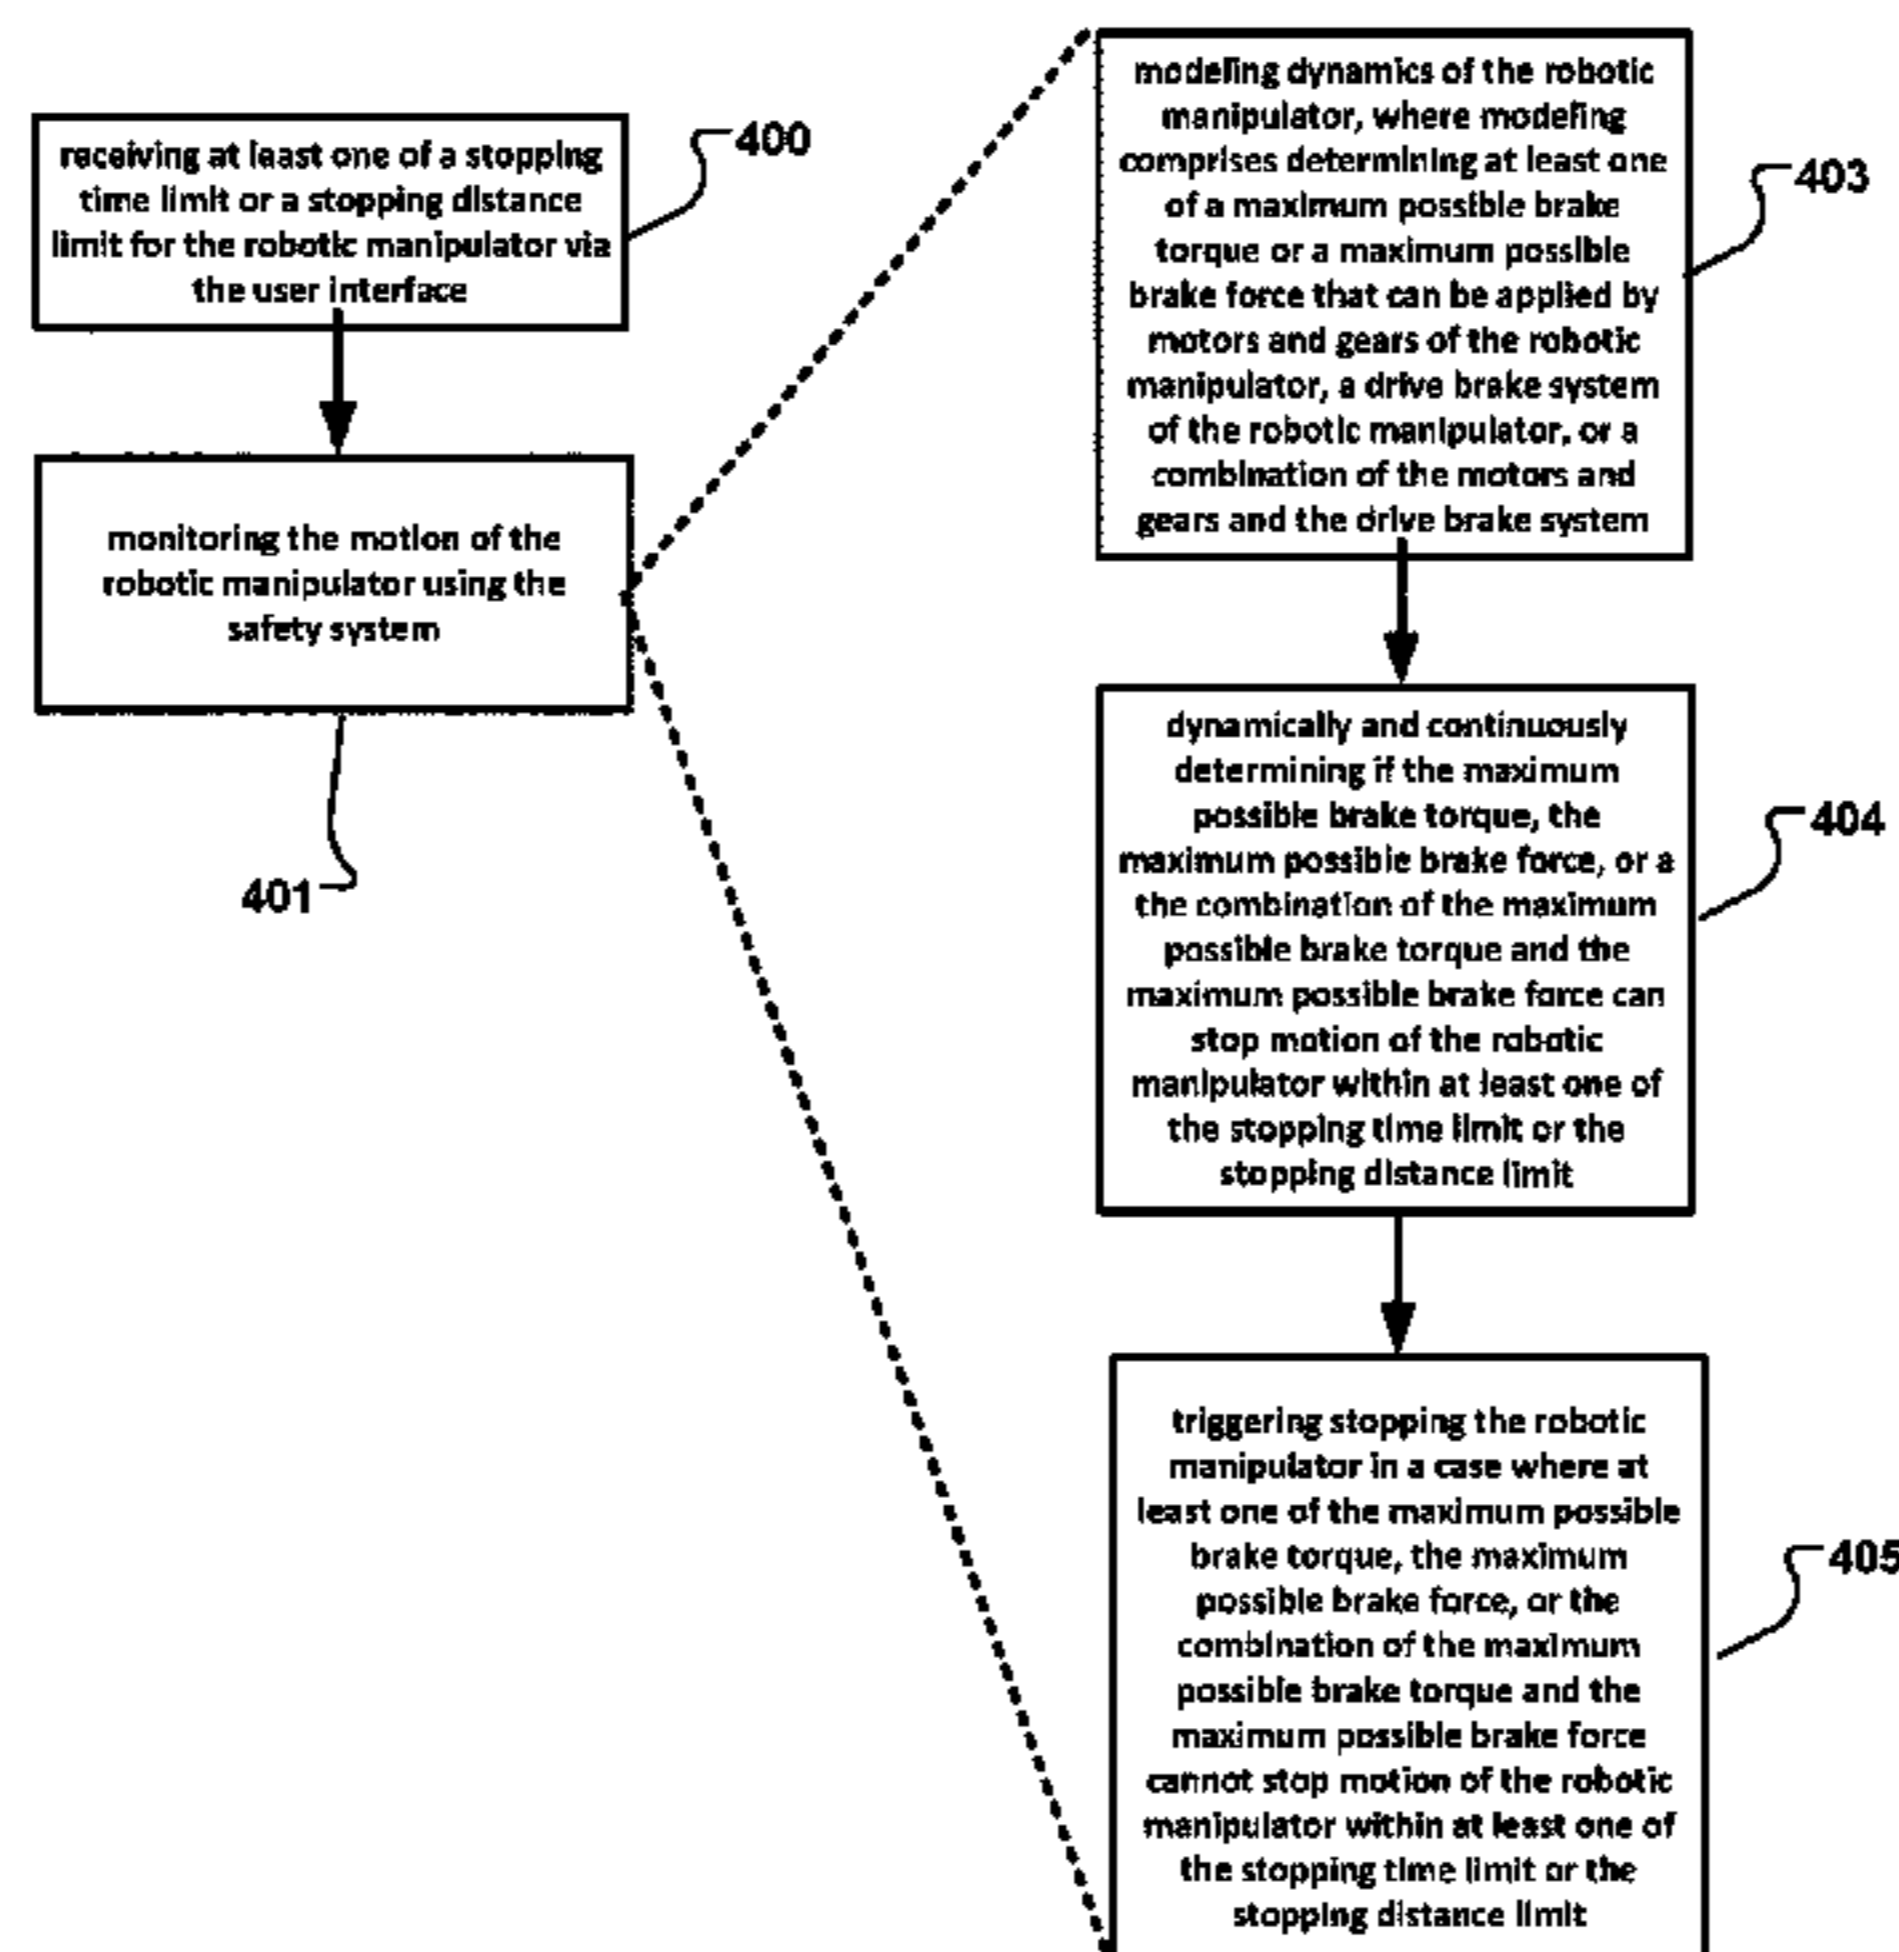 receiving at least one of a stopping
time limit or a stopping distance
limit for the robotic manipulator via
the user interface
400
monitoring the motion of the
robotic manipulator using the
safety system
401
modeling dynamics of the robotic
manipulator, where modeling
comprises determining at least one
of a maximum possible brake
torque or a maximum possible
brake force that can be applied by
motors and gears of the robotic
manipulator, a drive brake system
of the robotic manipulator, or a
combination of the motors and
gears and the drive brake system
403
dynamically and continuously
determining if the maximum
possible brake torque, the
maximum possible brake force, or a
the combination of the maximum
possible brake torque and the
maximum possible brake force can
stop motion of the robotic
manipulator within at least one of
the stopping time limit or the
stopping distance limit
404
triggering stopping the robotic
manipulator in a case where at
least one of the maximum possible
brake torque, the maximum
possible brake force, or the
combination of the maximum
possible brake torque and the
maximum possible brake force
cannot stop motion of the robotic
manipulator within at least one of
the stopping time limit or the
stopping distance limit
405